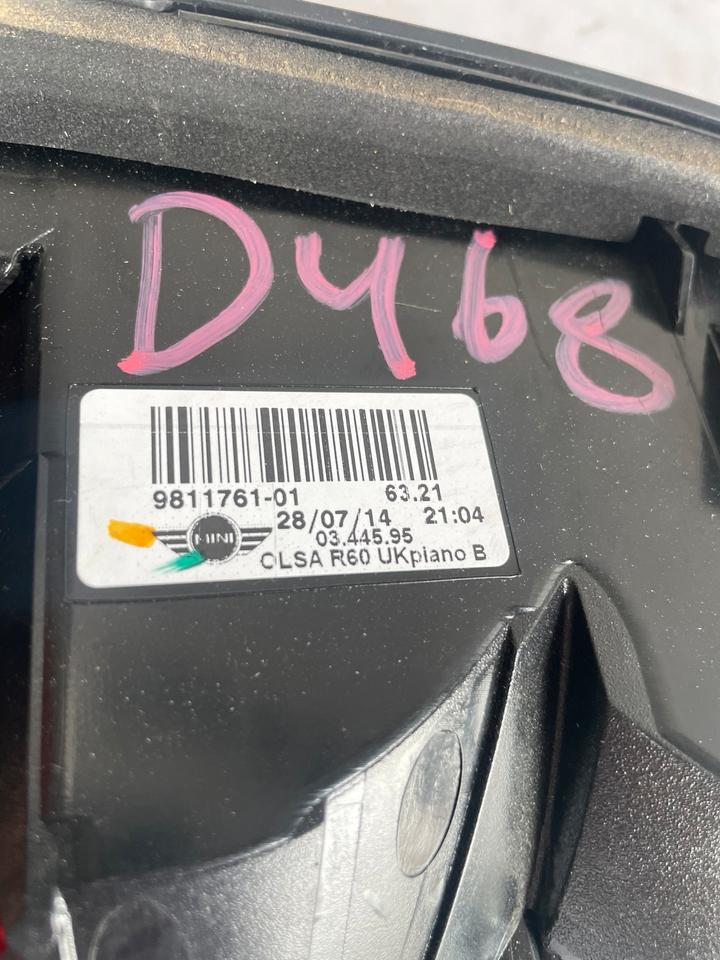 D468
9811761-01 63.21
28/07/14 21:04
MINI
03.445.95
OLSA R60 UKpiano B